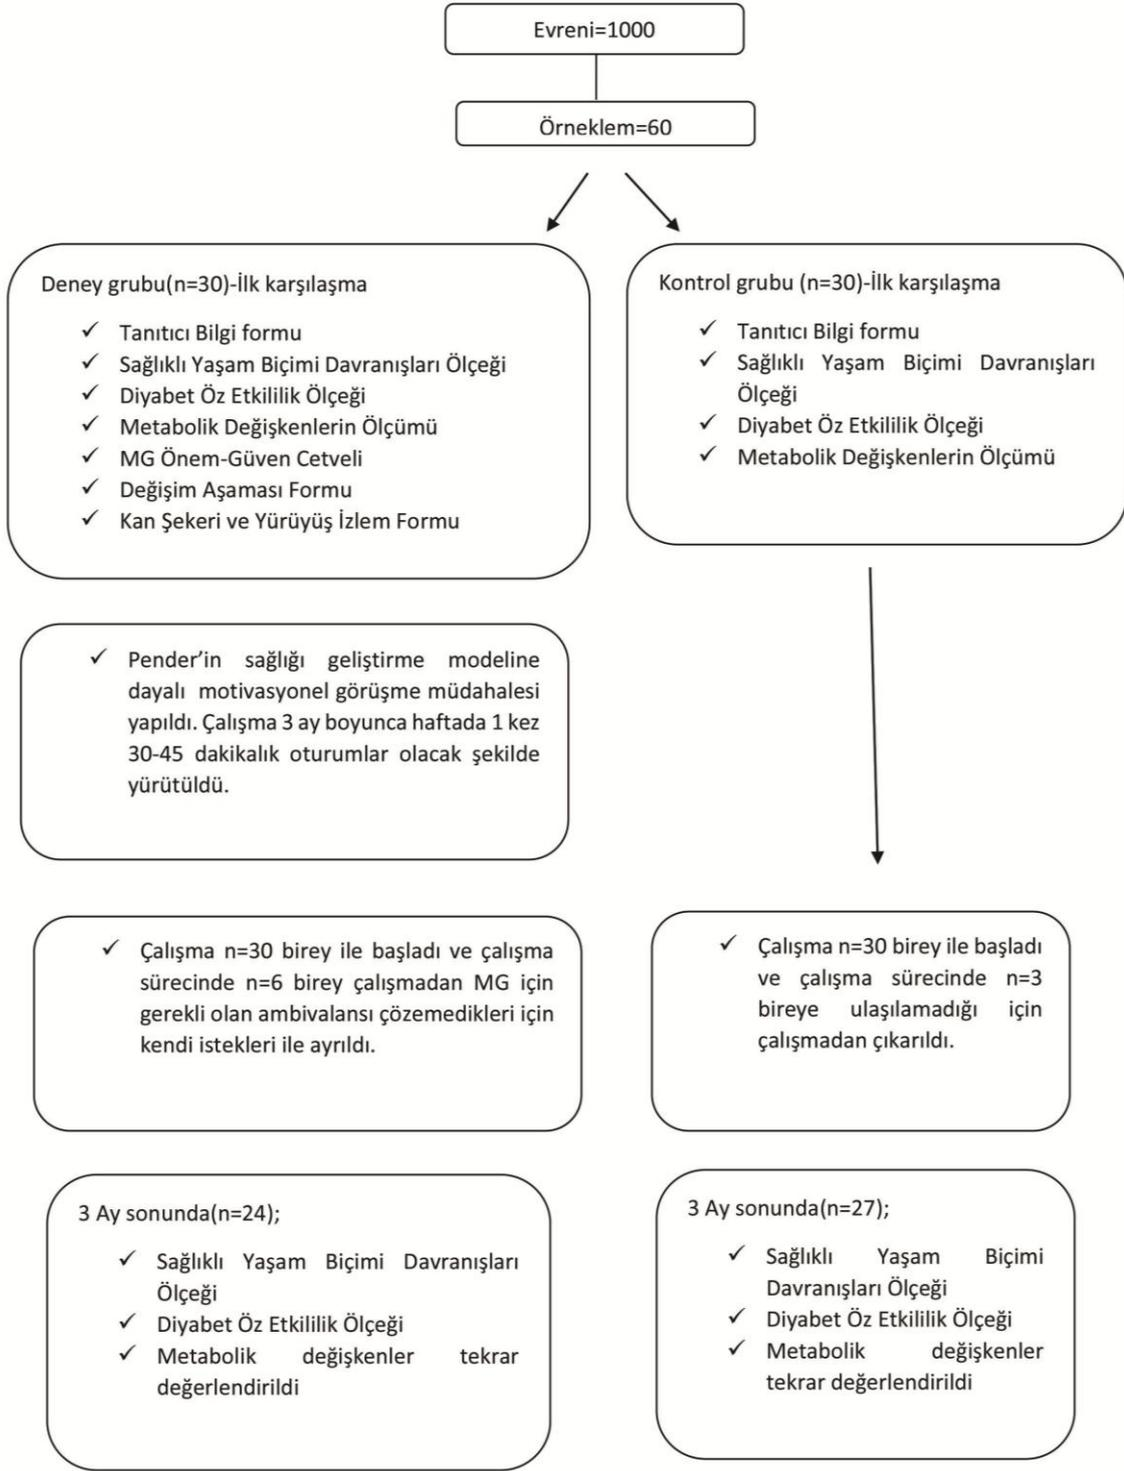 Evreni=1000
Örneklem=60
Deney grubu(n=30)-İlk karşılaşma
✓ Tanıtıcı Bilgi formu
✓ Sağlıklı Yaşam Biçimi Davranışları Ölçeği
✓ Diyabet Öz Etkililik Ölçeği
✓ Metabolik Değişkenlerin Ölçümü
✓ MG Önem-Güven Cetveli
✓ Değişim Aşaması Formu
✓ Kan Şekeri ve Yürüyüş İzlem Formu
Kontrol grubu (n=30)-İlk karşılaşma
✓ Tanıtıcı Bilgi formu
✓ Sağlıklı Yaşam Biçimi Davranışları
Ölçeği
✓ Diyabet Öz Etkililik Ölçeği
✓ Metabolik Değişkenlerin Ölçümü
✓ Pender’in sağlığı geliştirme modeline
dayalı motivasyonel görüşme müdahalesi
yapıldı. Çalışma 3 ay boyunca haftada 1 kez
30-45 dakikalık oturumlar olacak şekilde
yürütüldü.
✓ Çalışma n=30 birey ile başladı ve çalışma
sürecinde n=6 birey çalışmadan MG için
gerekli olan ambivalansı çözemedikleri için
kendi istekleri ile ayrıldı.
✓ Çalışma n=30 birey ile başladı
ve çalışma sürecinde n=3
bireye ulaşılamadığı için
çalışmadan çıkarıldı.
3 Ay sonunda(n=24);
✓ Sağlıklı Yaşam Biçimi Davranışları
Ölçeği
✓ Diyabet Öz Etkililik Ölçeği
✓ Metabolik değişkenler tekrar
değerlendirildi
3 Ay sonunda(n=27);
✓ Sağlıklı Yaşam Biçimi
Davranışları Ölçeği
✓ Diyabet Öz Etkililik Ölçeği
✓ Metabolik değişkenler
tekrar değerlendirildi